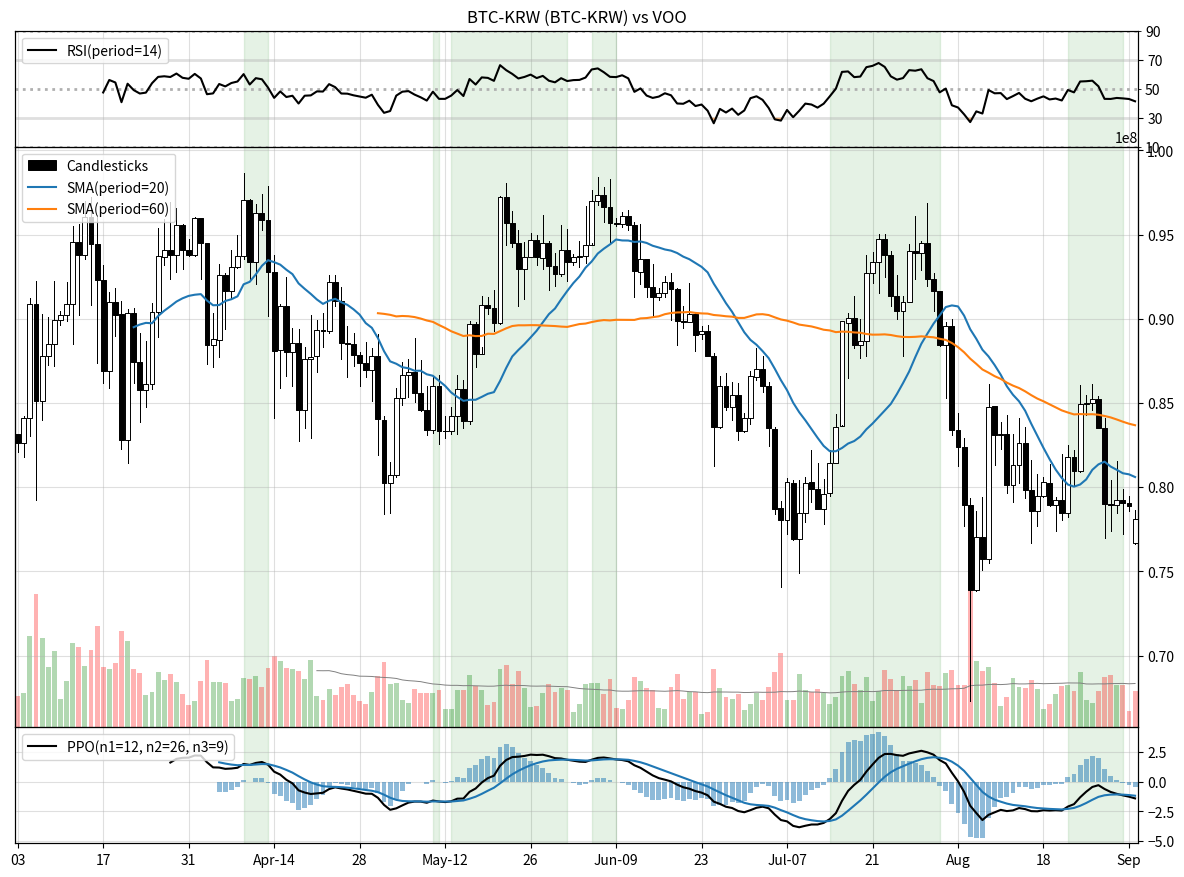 BTC-KRW (BTC-KRW) vs VOO
RSI(period=14)
90
70
50
30
10
1e8
Candlesticks
SMA(period=20)
SMA(period=60)
1.00
0.95
0.90
0.85
0.80
0.75
0.70
PPO(n1=12, n2=26, n3=9)
2.5
0.0
−2.5
−5.0
03 17 31 Apr-14 28 May-12 26 Jun-09 23 Jul-07 21 Aug 18 Sep